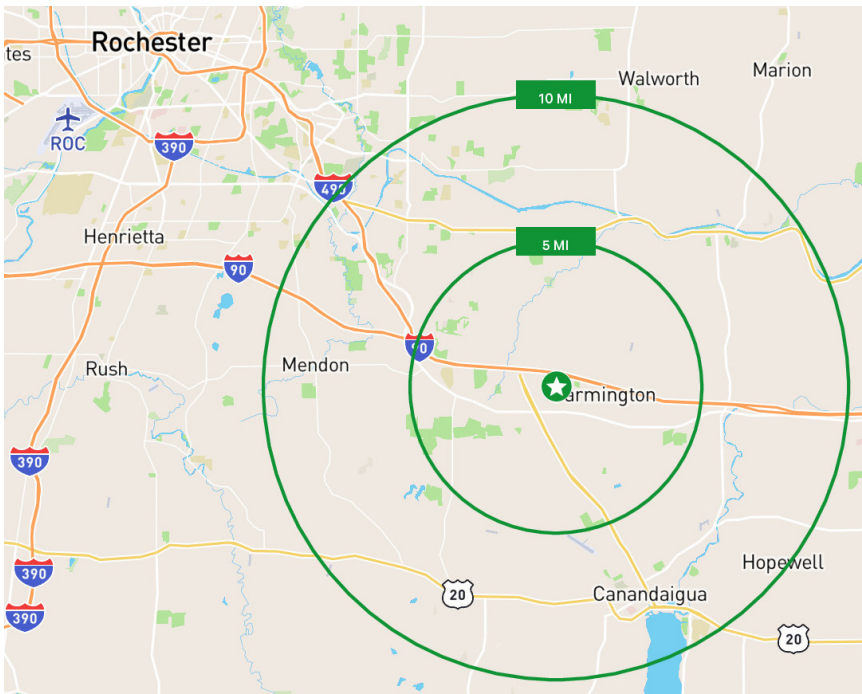 Rochester
Walworth
Marion
tes
10 MI
ROC
390
490
Henrietta
5 MI
90
90
Mendon
Rush
armington
390
Hopewell
390
20
Canandaigua
390
20